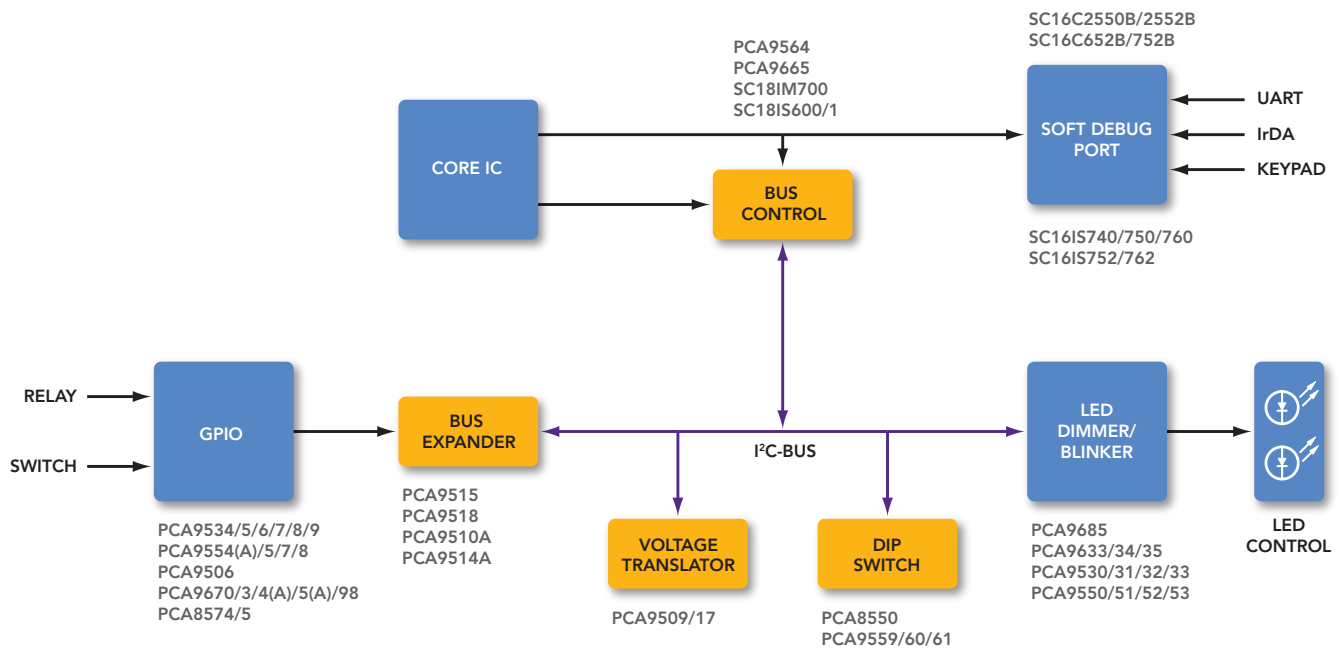 SC16C2550B/2552B
SC16C652B/752B
PCA9564
PCA9665
SC18IM700
SC18IS600/1
CORE IC
BUS
CONTROL
SOFT DEBUG
PORT
UART
IrDA
KEYPAD
SC16IS740/750/760
SC16IS752/762
RELAY
SWITCH
GPIO
BUS
EXPANDER
I²C-BUS
LED
DIMMER/
BLINKER
LED
CONTROL
PCA9534/5/6/7/8/9
PCA9554(A)/5/7/8
PCA9506
PCA9670/3/4(A)/5(A)/98
PCA8574/5
PCA9515
PCA9518
PCA9510A
PCA9514A
VOLTAGE
TRANSLATOR
PCA9509/17
DIP
SWITCH
PCA8550
PCA9559/60/61
PCA9685
PCA9633/34/35
PCA9530/31/32/33
PCA9550/51/52/53